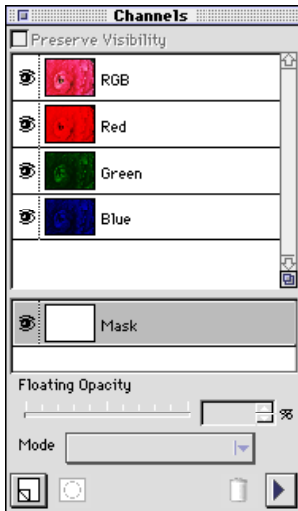 Channels
Preserve Visibility
RGB
Red
Green
Blue
Mask
Floating Opacity
%
Mode